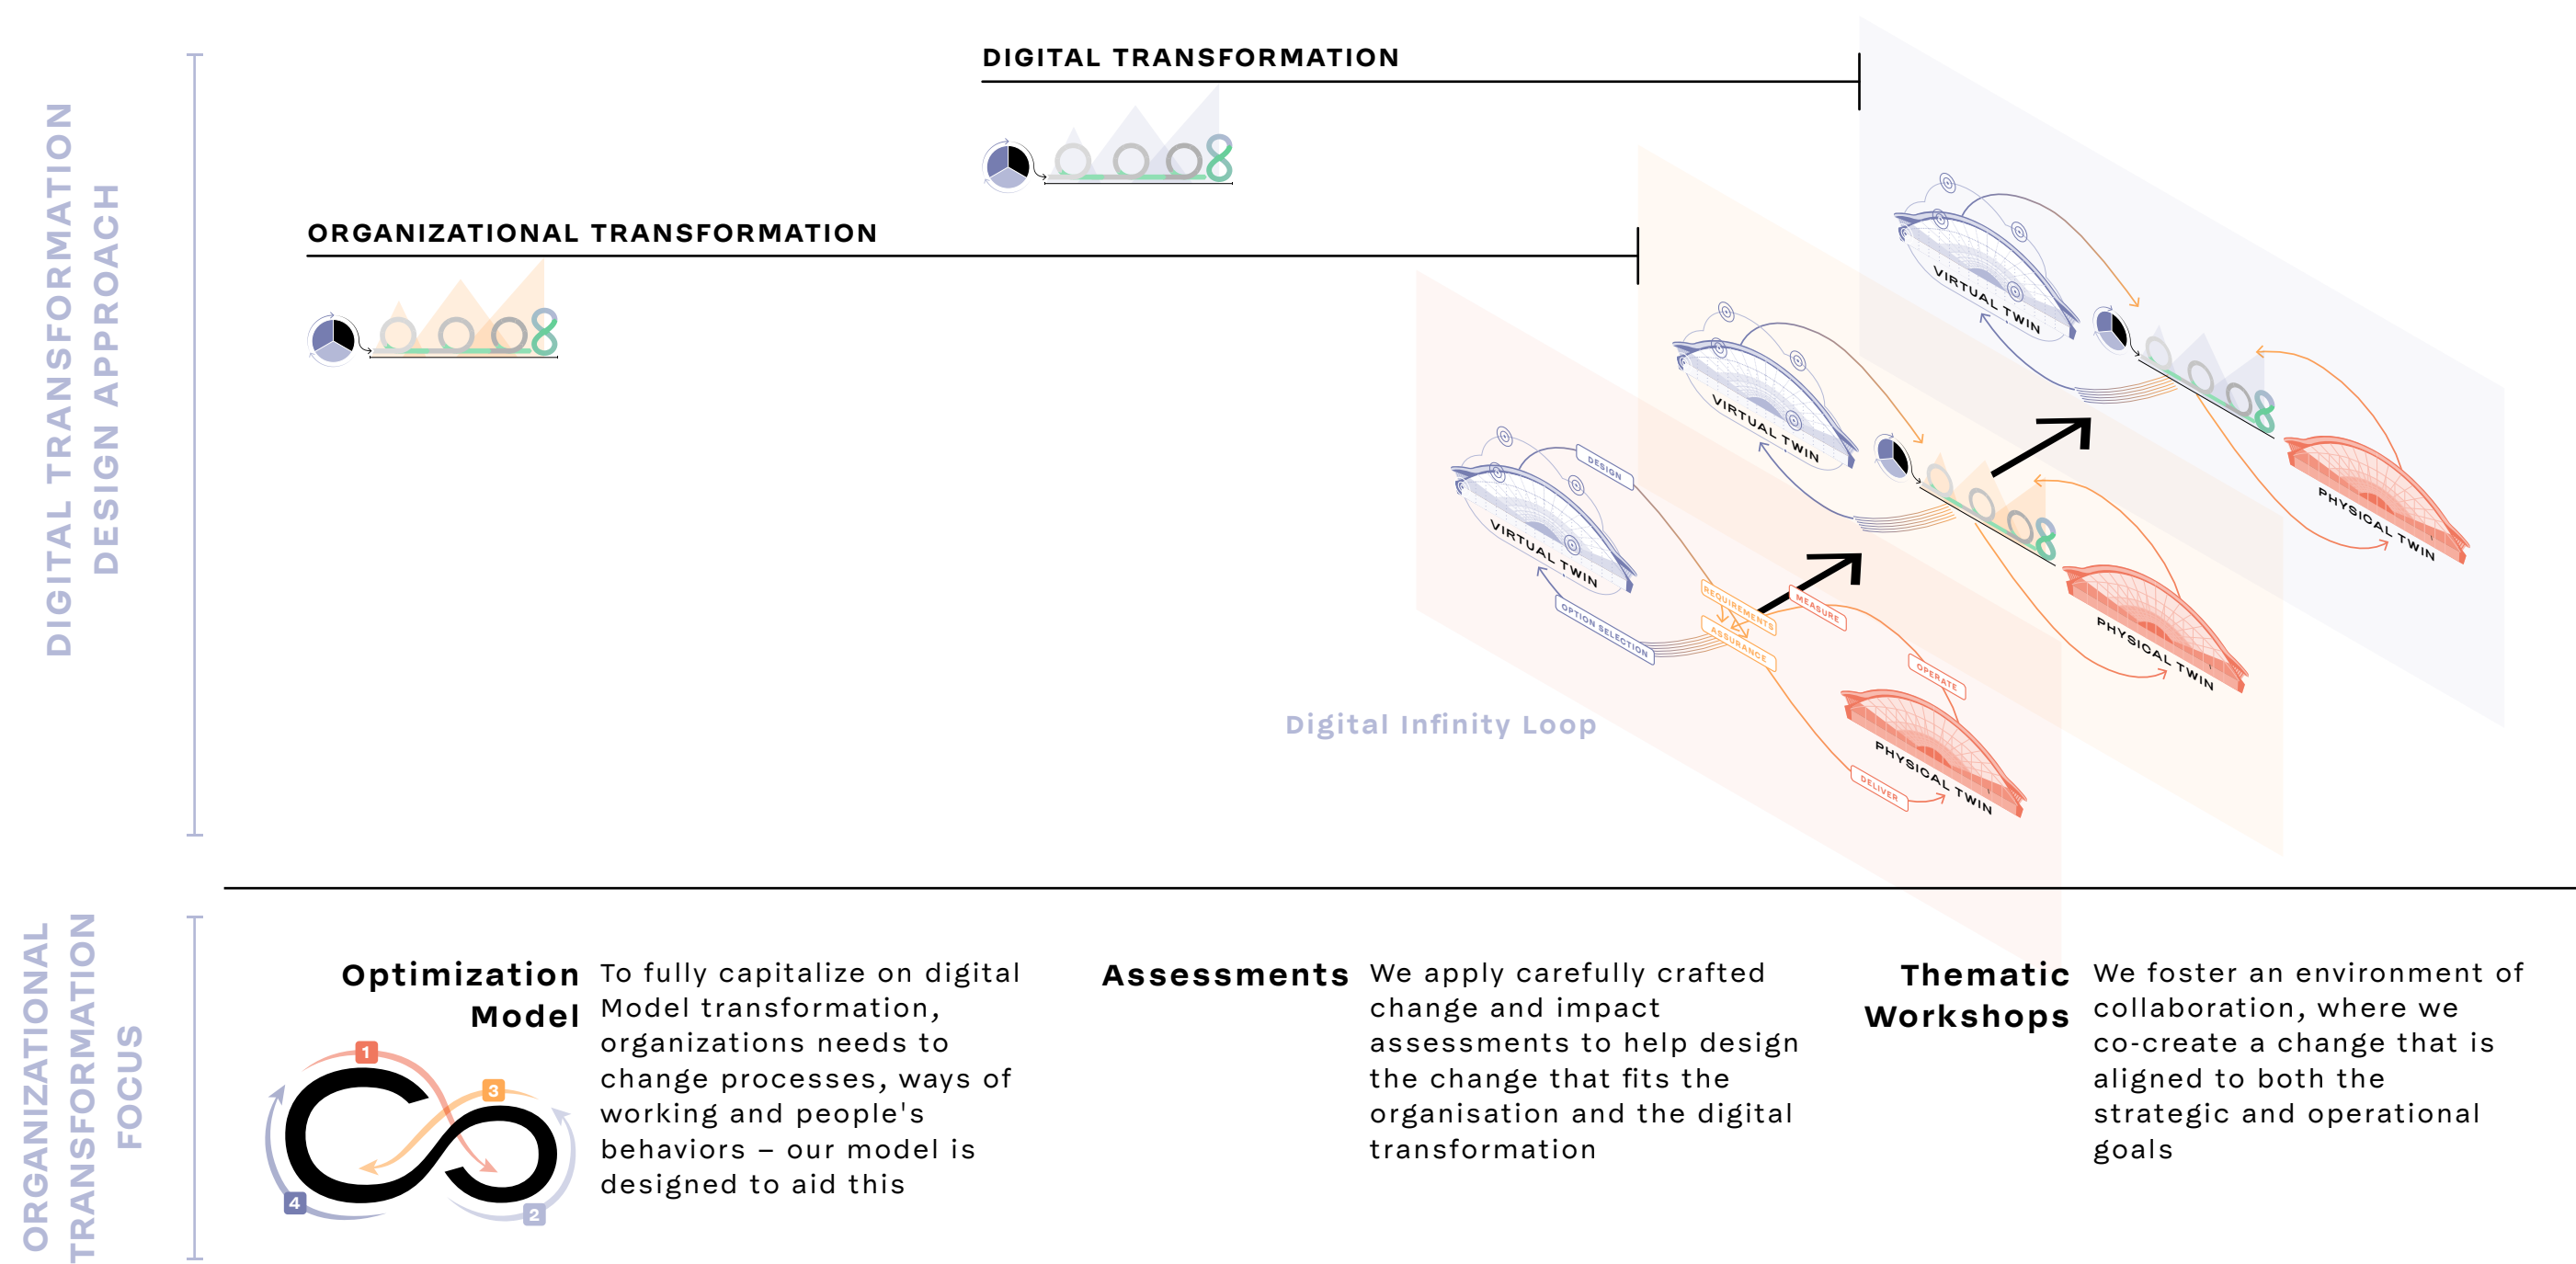 DIGITAL TRANSFORMATION
DESIGN APPROACH
DIGITAL TRANSFORMATION
ORGANIZATIONAL TRANSFORMATION
VIRTUAL TWIN
PHYSICAL TWIN
VIRTUAL TWIN
PHYSICAL TWIN
DESIGN
VIRTUAL TWIN
OPTION SELECTION
REQUIREMENTS
ASSURANCE
MEASURE
OPERATE
PHYSICAL TWIN
DELIVER
Digital Infinity Loop
ORGANIZATIONAL
TRANSFORMATION
FOCUS
Optimization
Model
1
3
4
2
To fully capitalize on digital
Model transformation,
organizations needs to
change processes, ways of
working and people's
behaviors – our model is
designed to aid this
Assessments
We apply carefully crafted
change and impact
assessments to help design
the change that fits the
organisation and the digital
transformation
Thematic
Workshops
We foster an environment of
collaboration, where we
co-create a change that is
aligned to both the
strategic and operational
goals